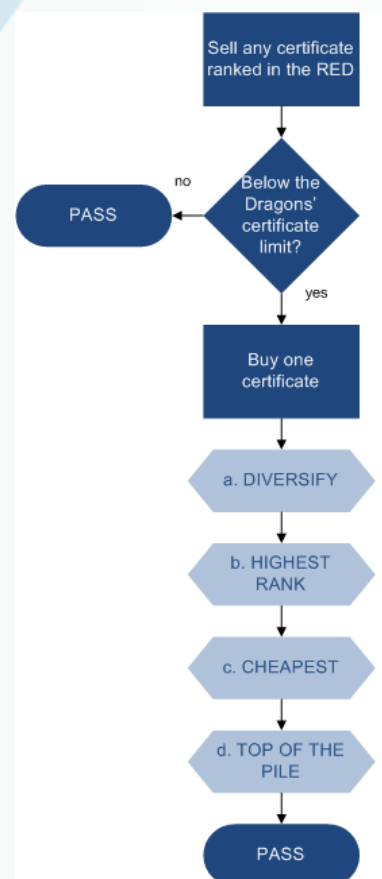 Sell any certificate
ranked in the RED
no
Below the
Dragons'
certificate
limit?
PASS
yes
Buy one
certificate
a. DIVERSIFY
b. HIGHEST
RANK
c. CHEAPEST
d. TOP OF THE
PILE
PASS